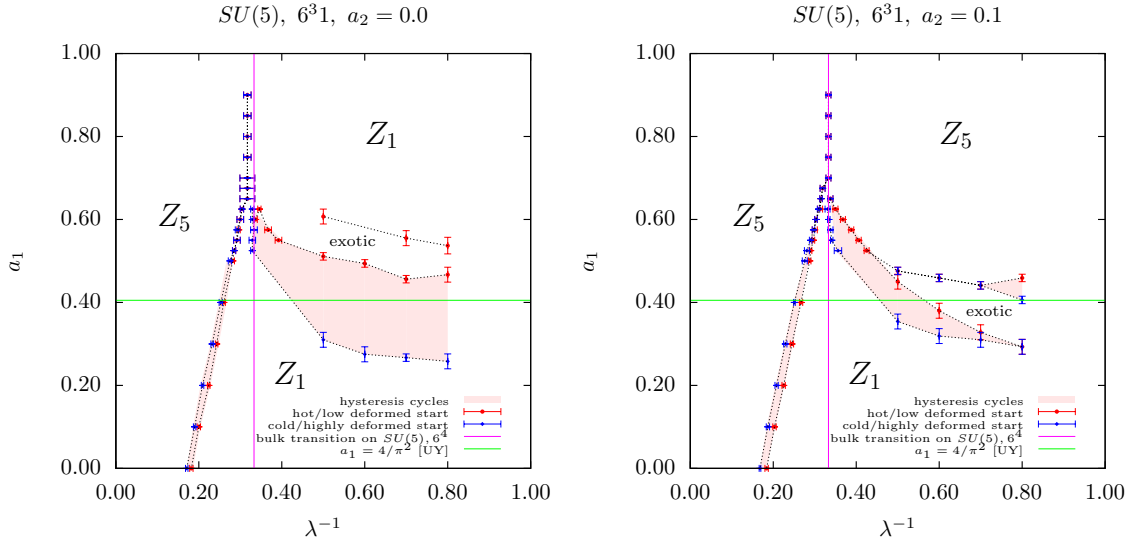 SU(5), 6³1, a₂ = 0.0
1.00
0.80
0.60
0.40
0.20
0.00
a₁
Z₁
Z₅
exotic
Z₁
hysteresis cycles
hot/low deformed start
cold/highly deformed start
bulk transition on SU(5), 6⁴
a₁ = 4/π² [UY]
0.00 0.20 0.40 0.60 0.80 1.00
λ⁻¹
SU(5), 6³1, a₂ = 0.1
1.00
0.80
0.60
0.40
0.20
0.00
a₁
Z₅
Z₅
exotic
Z₁
hysteresis cycles
hot/low deformed start
cold/highly deformed start
bulk transition on SU(5), 6⁴
a₁ = 4/π² [UY]
0.00 0.20 0.40 0.60 0.80 1.00
λ⁻¹